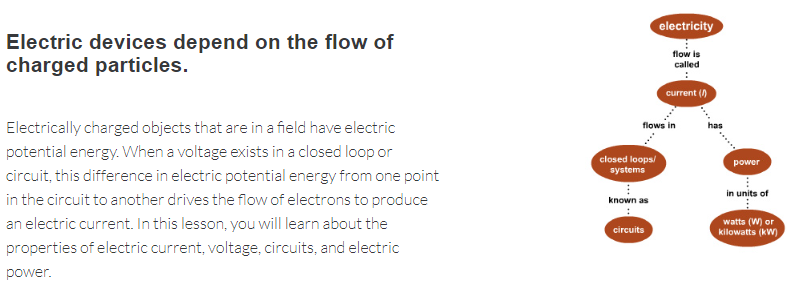 Electric devices depend on the flow of
charged particles.
Electrically charged objects that are in a field have electric
potential energy. When a voltage exists in a closed loop or
circuit, this difference in electric potential energy from one point
in the circuit to another drives the flow of electrons to produce
an electric current. In this lesson, you will learn about the
properties of electric current, voltage, circuits, and electric
power.
electricity
flow is
called
current (I)
flows in
has
closed loops/
systems
power
known as
in units of
circuits
watts (W) or
kilowatts (kW)